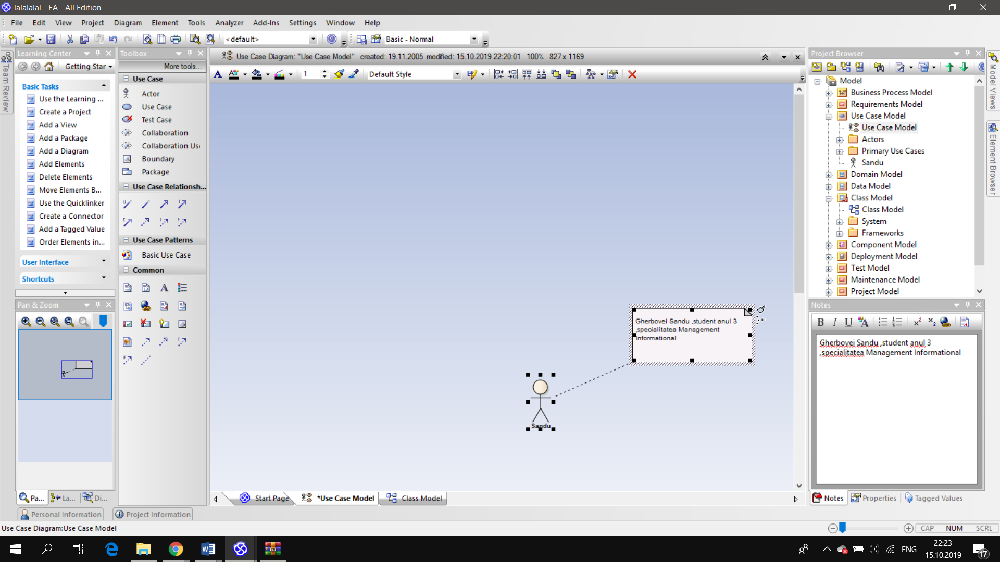 lalalalal - EA - All Edition
File Edit View Project Diagram Element Tools Analyzer Add-Ins Settings Window Help
<default>
Basic - Normal
Team Review
Learning Center
Getting Star
Basic Tasks
Use the Learning ...
Create a Project
Add a View
Add a Package
Add a Diagram
Add Elements
Delete Elements
Move Elements B...
Use the Quicklinker
Create a Connector
Add a Tagged Value
Order Elements in...
User Interface
Shortcuts
Pan & Zoom
Pa...
La...
Di...
Toolbox
More tools...
Use Case
Actor
Use Case
Test Case
Collaboration
Collaboration Us
Boundary
Package
Use Case Relationsh...
Use Case Patterns
Basic Use Case
Common
Use Case Diagram: "Use Case Model" created: 19.11.2005 modified: 15.10.2019 22:20:01 100% 827 x 1169
1
Default Style
Gherbovei Sandu ,student anul 3
,specialitatea Management
Informational
Sandu
Start Page
*Use Case Model
Class Model
Project Browser
Model
Business Process Model
Requirements Model
Use Case Model
Use Case Model
Actors
Primary Use Cases
Sandu
Domain Model
Data Model
Class Model
Class Model
System
Frameworks
Component Model
Deployment Model
Test Model
Maintenance Model
Project Model
Model Views
Element Browser
Notes
B I U A x² x₂
Gherbovei Sandu ,student anul 3
,specialitatea Management Informational
Notes
Properties
Tagged Values
Personal Information
Project Information
Use Case Diagram:Use Case Model
CAP NUM SCRL
ENG
22:23
15.10.2019
17